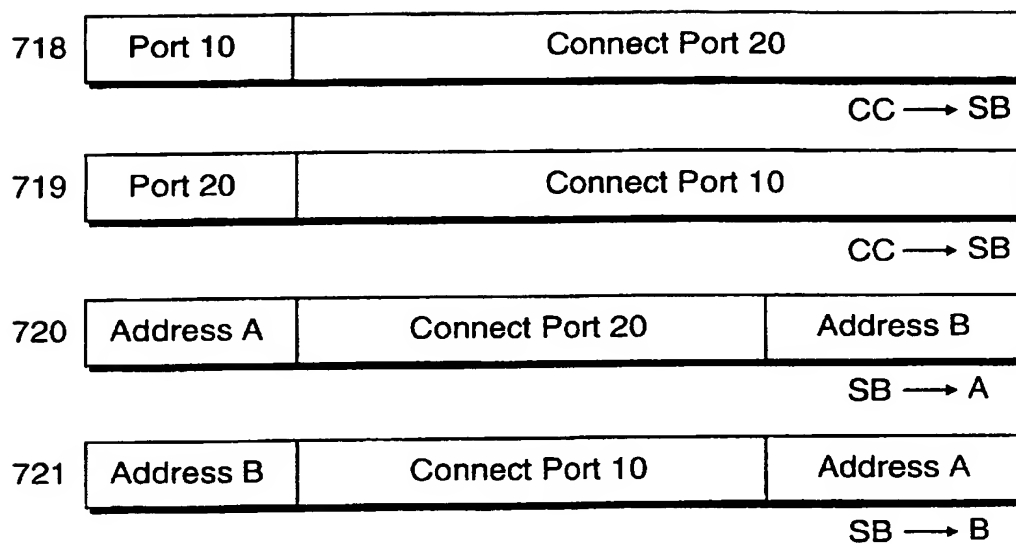 718 Port 10 Connect Port 20
CC → SB
719 Port 20 Connect Port 10
CC → SB
720 Address A Connect Port 20 Address B
SB → A
721 Address B Connect Port 10 Address A
SB → B